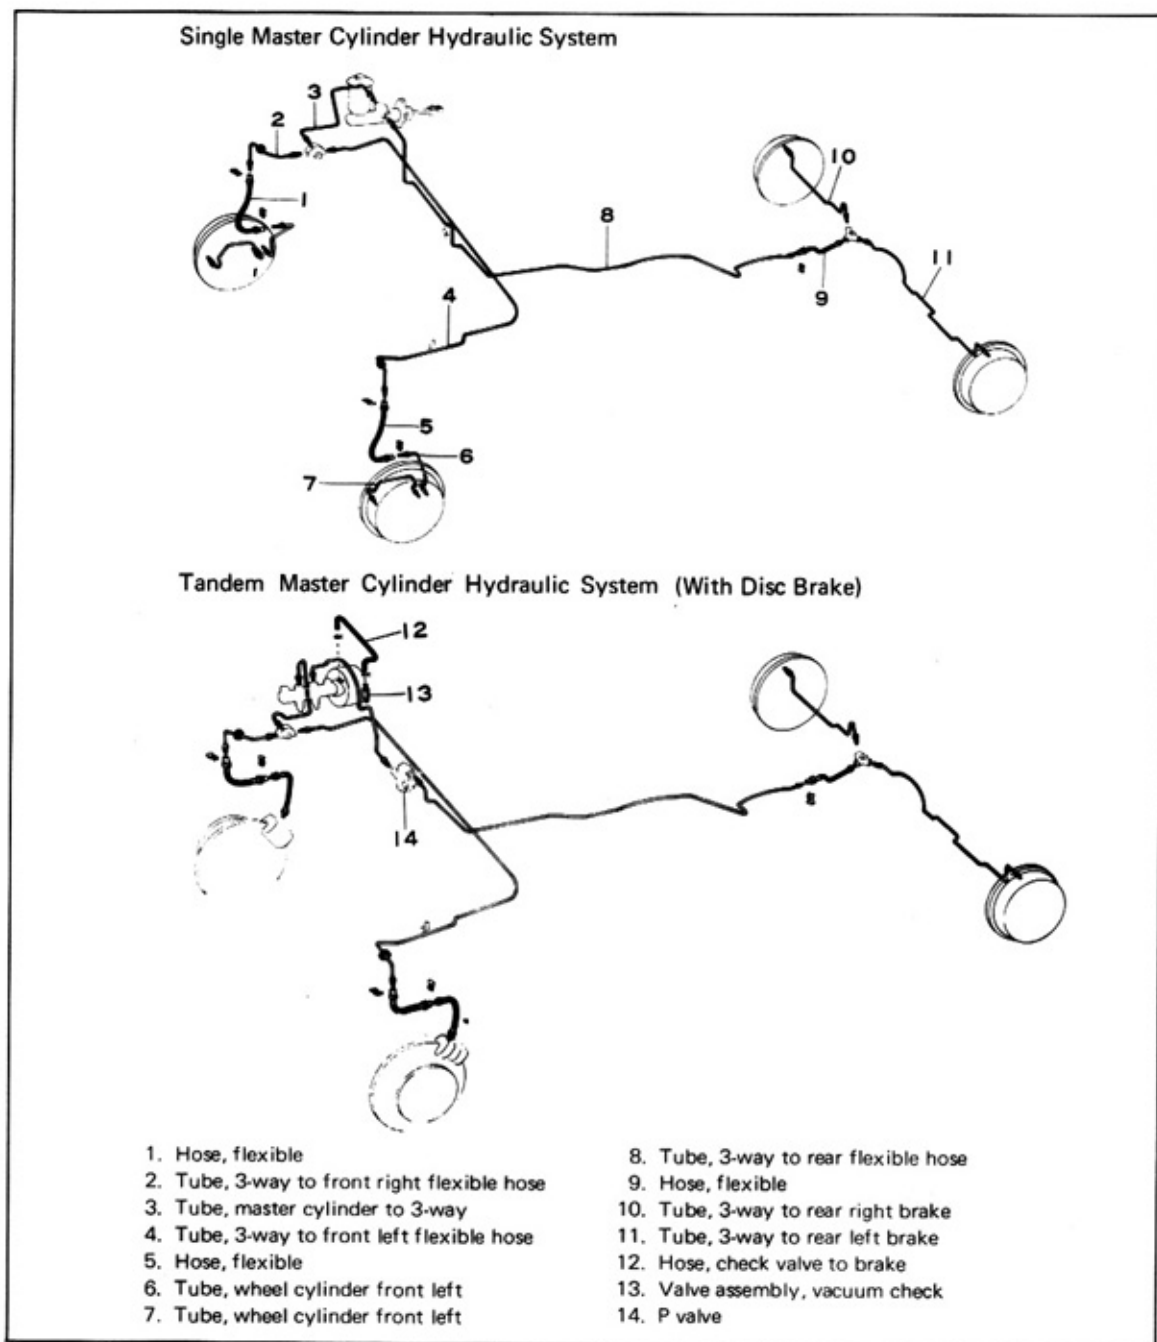 Single Master Cylinder Hydraulic System
3
2
1
10
8
9
11
4
5
6
7
Tandem Master Cylinder Hydraulic System (With Disc Brake)
12
13
14
1. Hose, flexible
2. Tube, 3-way to front right flexible hose
3. Tube, master cylinder to 3-way
4. Tube, 3-way to front left flexible hose
5. Hose, flexible
6. Tube, wheel cylinder front left
7. Tube, wheel cylinder front left
8. Tube, 3-way to rear flexible hose
9. Hose, flexible
10. Tube, 3-way to rear right brake
11. Tube, 3-way to rear left brake
12. Hose, check valve to brake
13. Valve assembly, vacuum check
14. P valve